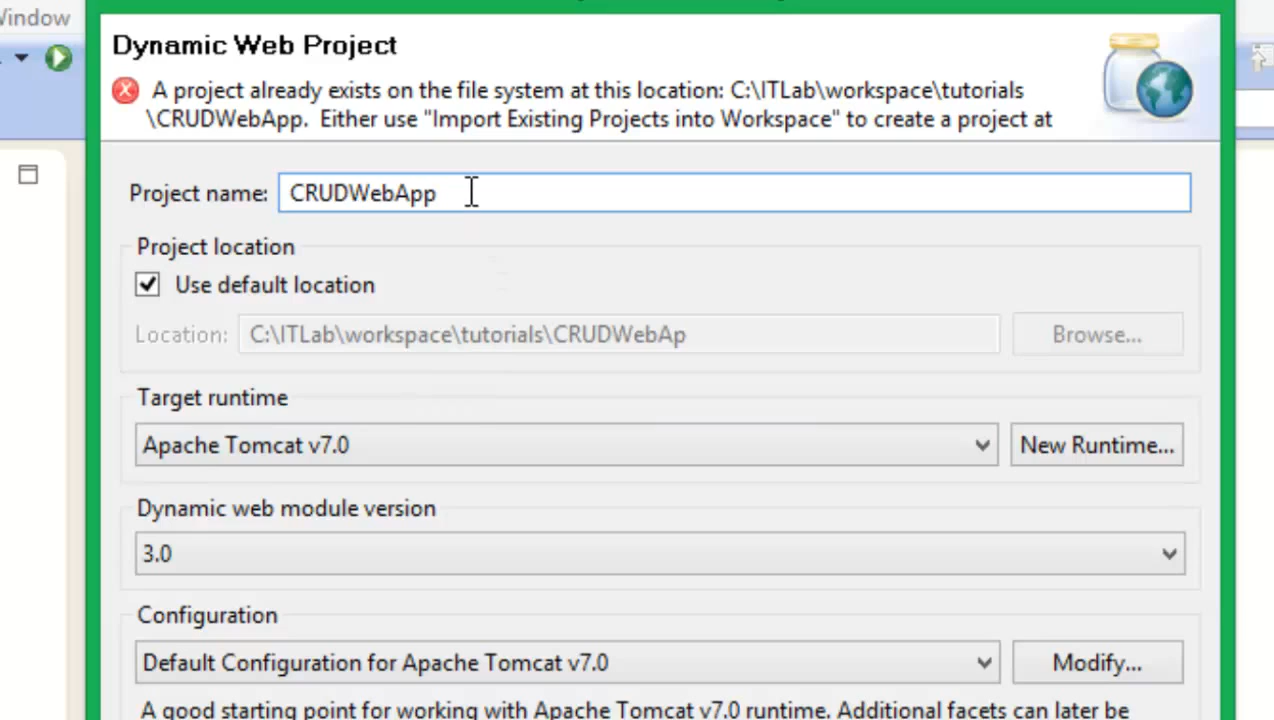 Window
Dynamic Web Project
A project already exists on the file system at this location: C:\ITLab\workspace\tutorials
\CRUDWebApp. Either use "Import Existing Projects into Workspace" to create a project at
Project name: CRUDWebApp
Project location
Use default location
Location: C:\ITLab\workspace\tutorials\CRUDWebAp Browse...
Target runtime
Apache Tomcat v7.0 New Runtime...
Dynamic web module version
3.0
Configuration
Default Configuration for Apache Tomcat v7.0 Modify...
A good starting point for working with Apache Tomcat v7.0 runtime. Additional facets can later be